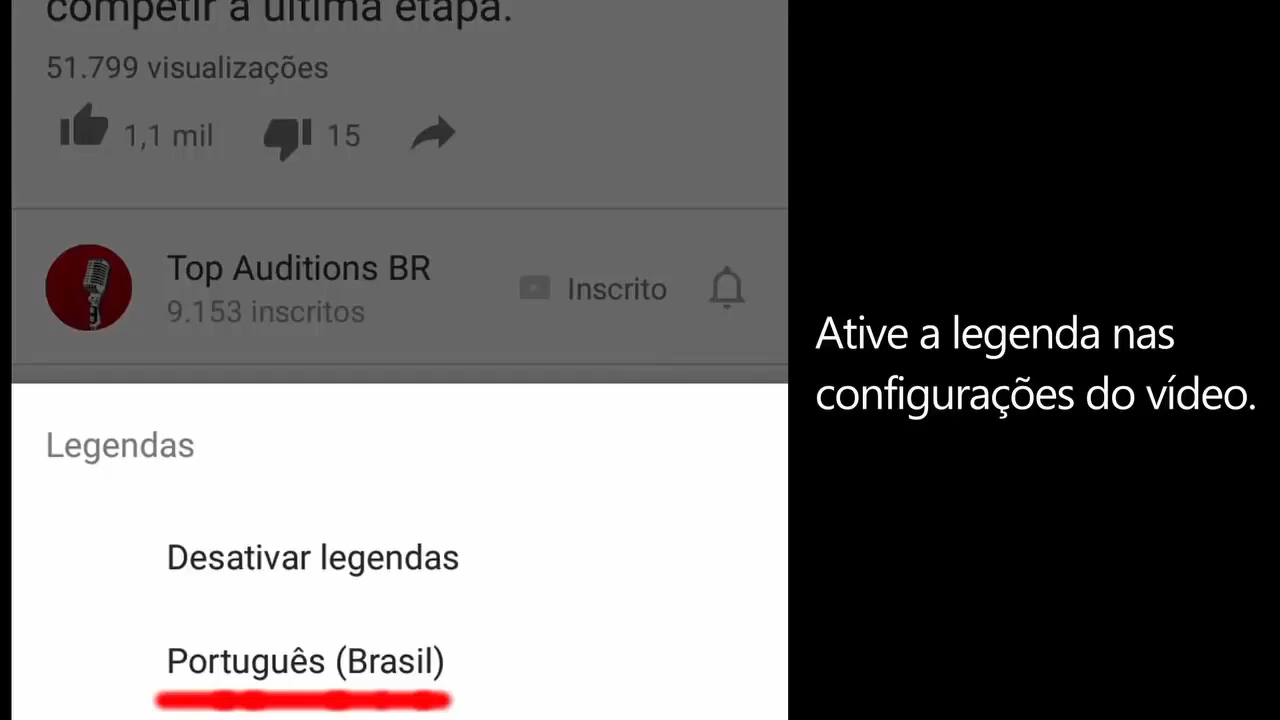 competir a última etapa.
51.799 visualizações
1,1 mil 15
Top Auditions BR
9.153 inscritos
Inscrito
Legendas
Desativar legendas
Português (Brasil)
Ative a legenda nas
configurações do vídeo.